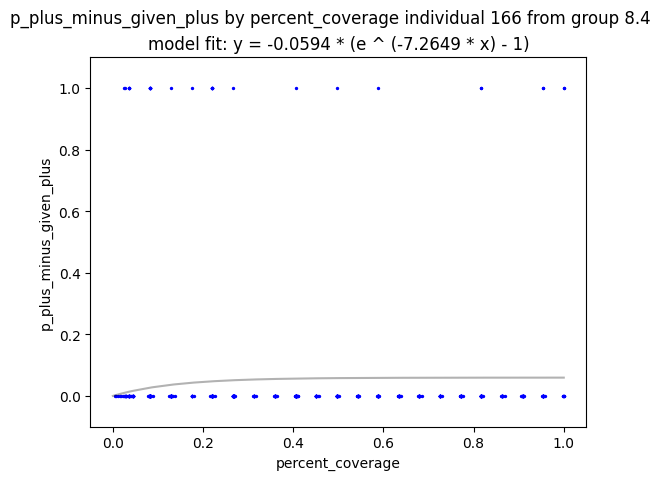 p_plus_minus_given_plus by percent_coverage individual 166 from group 8.4
model fit: y = -0.0594 * (e ^ (-7.2649 * x) - 1)
p_plus_minus_given_plus
1.0
0.8
0.6
0.4
0.2
0.0
0.0 0.2 0.4 0.6 0.8 1.0
percent_coverage